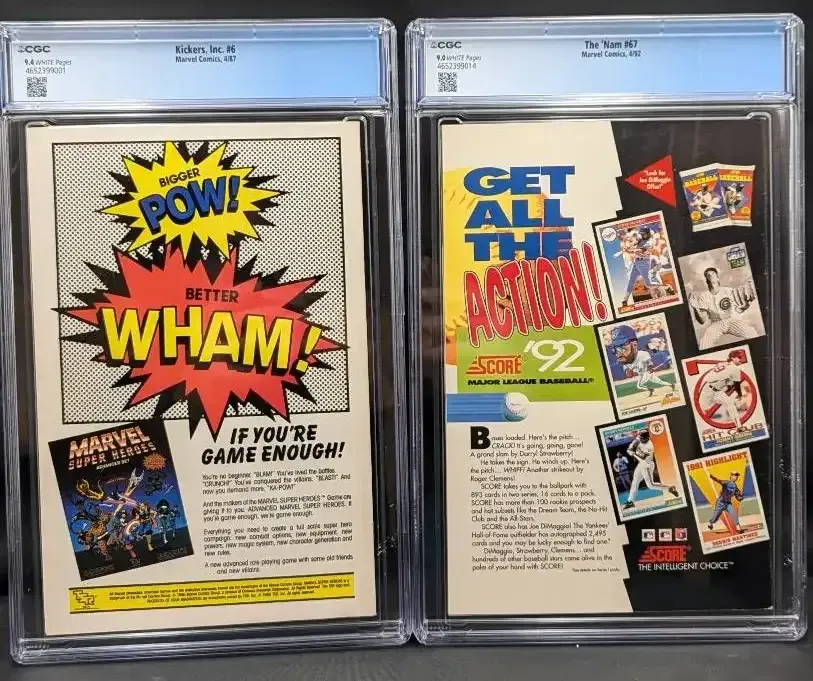 CGC
9.4 WHITE Pages
4652399001
Kickers, Inc. #6
Marvel Comics, 4/87
BIGGER
POW!
BETTER
WHAM!
IF YOU'RE
GAME ENOUGH!
MARVEL
SUPER HEROES
ADVANCED SET
You're no beginner. "BLAM!" You've lived the battles.
"CRUNCH!" You've conquered the villains. "BLAST!" And
now you demand more. "KA-POW!"
And the makers of the MARVEL SUPER HEROES™ Game are
giving it to you. ADVANCED MARVEL SUPER HEROES. If
you're game enough, we're game enough.
Everything you need to create a full scale super hero
campaign: new combat options, new equipment, new
powers, new magic system, new character generation and
new rules.
A new advanced role-playing game with some old friends
and new villains.
CGC
9.0 WHITE Pages
4652399014
The 'Nam #67
Marvel Comics, 4/92
GET
ALL
THE
ACTION!
SCORE® '92
MAJOR LEAGUE BASEBALL®
"Look for
Joe DiMaggio
Offer!"
BASEBALL
Bases loaded. Here's the pitch...
CRACK! It's going, going, gone!
A grand slam by Darryl Strawberry!
He takes the sign. He winds up. Here's
the pitch... WHIFF! Another strikeout by
Roger Clemens!
SCORE takes you to the ballpark with
893 cards in two series, 16 cards to a pack.
SCORE has more than 100 rookie prospects
and hot subsets like the Dream Team, the No-Hit
Club and the All-Stars.
SCORE also has Joe DiMaggio! The Yankees'
Hall-of-Fame outfielder has autographed 2,495
cards and you may be lucky enough to find one.*
DiMaggio, Strawberry, Clemens... and
hundreds of other baseball stars come alive in the
palm of your hand with SCORE!
*See details on Series I packs.
1991 HIGHLIGHT
DENNIS MARTINEZ
SCORE®
THE INTELLIGENT CHOICE™